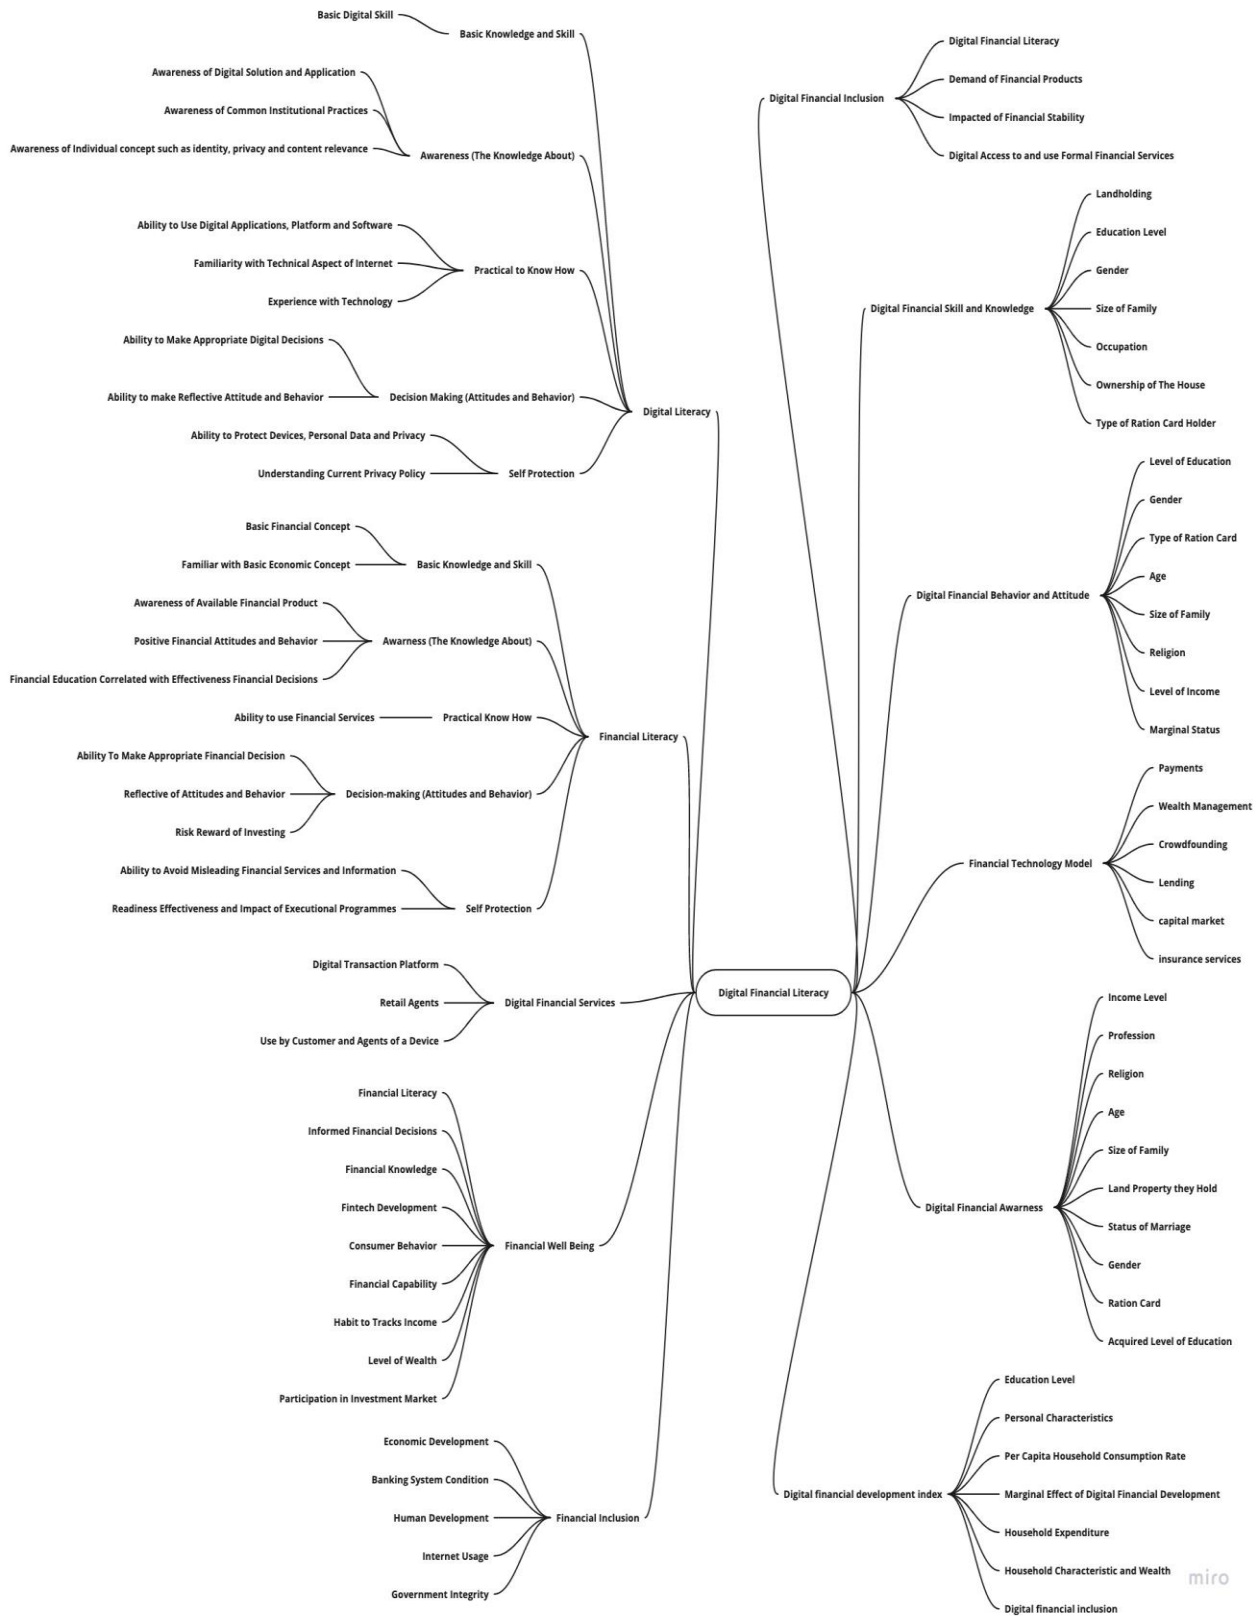 Basic Digital Skill
Basic Knowledge and Skill
Awareness of Digital Solution and Application
Awareness of Common Institutional Practices
Awareness of Individual concept such as identity, privacy and content relevance
Awareness (The Knowledge About)
Ability to Use Digital Applications, Platform and Software
Familiarity with Technical Aspect of Internet
Experience with Technology
Practical to Know How
Ability to Make Appropriate Digital Decisions
Ability to make Reflective Attitude and Behavior
Decision Making (Attitudes and Behavior)
Ability to Protect Devices, Personal Data and Privacy
Understanding Current Privacy Policy
Self Protection
Digital Literacy
Basic Financial Concept
Familiar with Basic Economic Concept
Basic Knowledge and Skill
Awareness of Available Financial Product
Positive Financial Attitudes and Behavior
Financial Education Correlated with Effectiveness Financial Decisions
Awarness (The Knowledge About)
Ability to use Financial Services
Practical Know How
Ability To Make Appropriate Financial Decision
Reflective of Attitudes and Behavior
Risk Reward of Investing
Decision-making (Attitudes and Behavior)
Ability to Avoid Misleading Financial Services and Information
Readiness Effectiveness and Impact of Executional Programmes
Self Protection
Financial Literacy
Digital Transaction Platform
Retail Agents
Use by Customer and Agents of a Device
Digital Financial Services
Financial Literacy
Informed Financial Decisions
Financial Knowledge
Fintech Development
Consumer Behavior
Financial Capability
Habit to Tracks Income
Level of Wealth
Participation in Investment Market
Financial Well Being
Economic Development
Banking System Condition
Human Development
Internet Usage
Government Integrity
Financial Inclusion
Digital Financial Literacy
Digital Financial Inclusion
Digital Financial Literacy
Demand of Financial Products
Impacted of Financial Stability
Digital Access to and use Formal Financial Services
Digital Financial Skill and Knowledge
Landholding
Education Level
Gender
Size of Family
Occupation
Ownership of The House
Type of Ration Card Holder
Digital Financial Behavior and Attitude
Level of Education
Gender
Type of Ration Card
Age
Size of Family
Religion
Level of Income
Marginal Status
Financial Technology Model
Payments
Wealth Management
Crowdfounding
Lending
capital market
insurance services
Digital Financial Awarness
Income Level
Profession
Religion
Age
Size of Family
Land Property they Hold
Status of Marriage
Gender
Ration Card
Acquired Level of Education
Digital financial development index
Education Level
Personal Characteristics
Per Capita Household Consumption Rate
Marginal Effect of Digital Financial Development
Household Expenditure
Household Characteristic and Wealth
Digital financial inclusion
miro